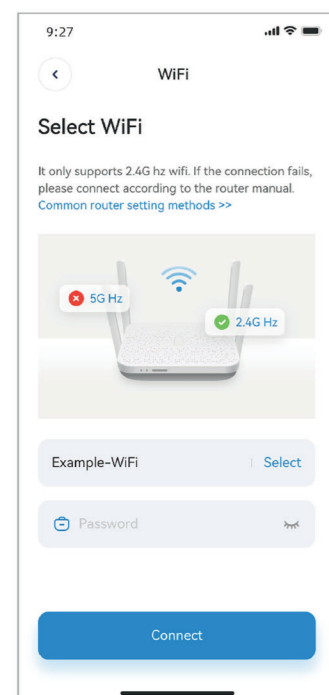 9:27
WiFi
Select WiFi
It only supports 2.4G hz wifi. If the connection fails,
please connect according to the router manual.
Common router setting methods >>
5G Hz
2.4G Hz
Example-WiFi
Select
Password
Connect